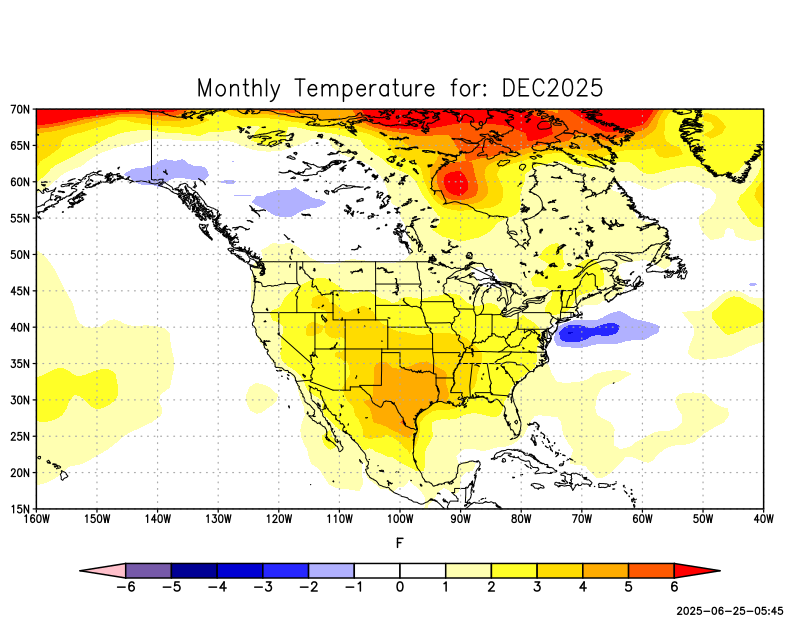 Monthly Temperature for: DEC2025
70N
65N
60N
55N
50N
45N
40N
35N
30N
25N
20N
15N
160W 150W 140W 130W 120W 110W 100W 90W 80W 70W 60W 50W 40W
F
-6 -5 -4 -3 -2 -1 0 1 2 3 4 5 6
2025-06-25-05:45